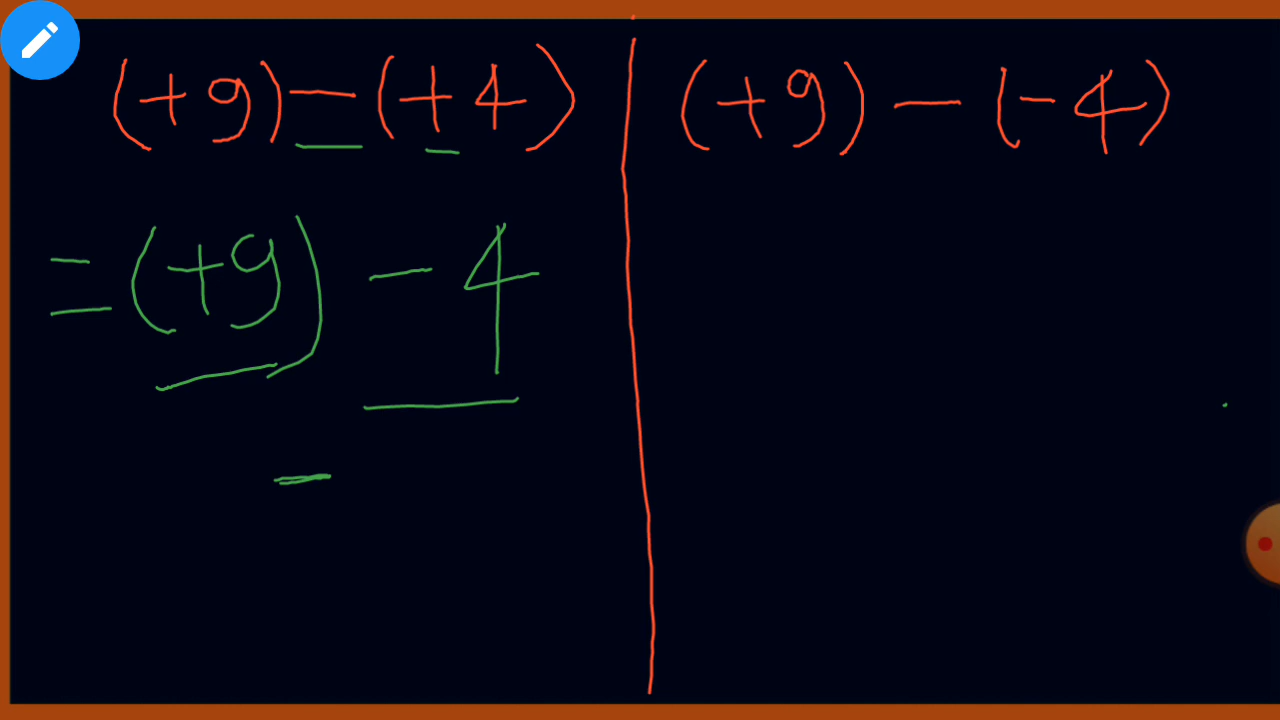 (+9) - (+4)
= (+9) - 4
-
(+9) - (-4)